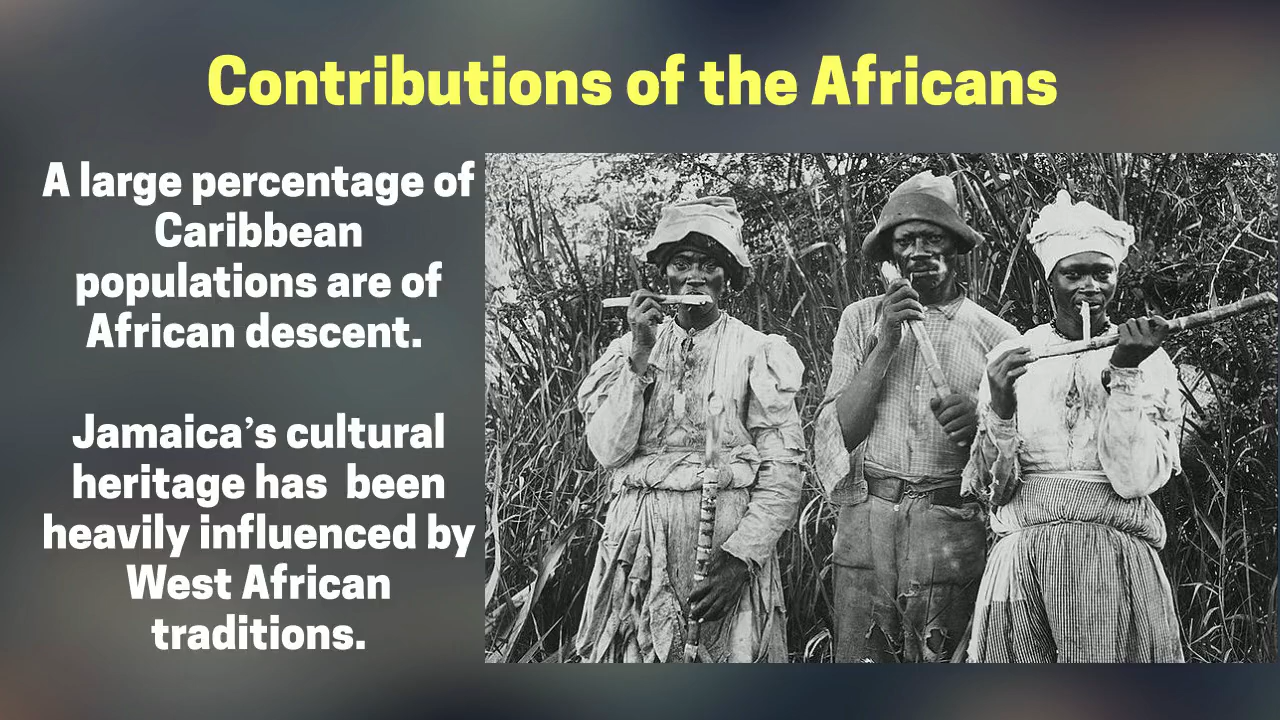 Contributions of the Africans
A large percentage of
Caribbean
populations are of
African descent.
Jamaica’s cultural
heritage has  been
heavily influenced by
West African
traditions.